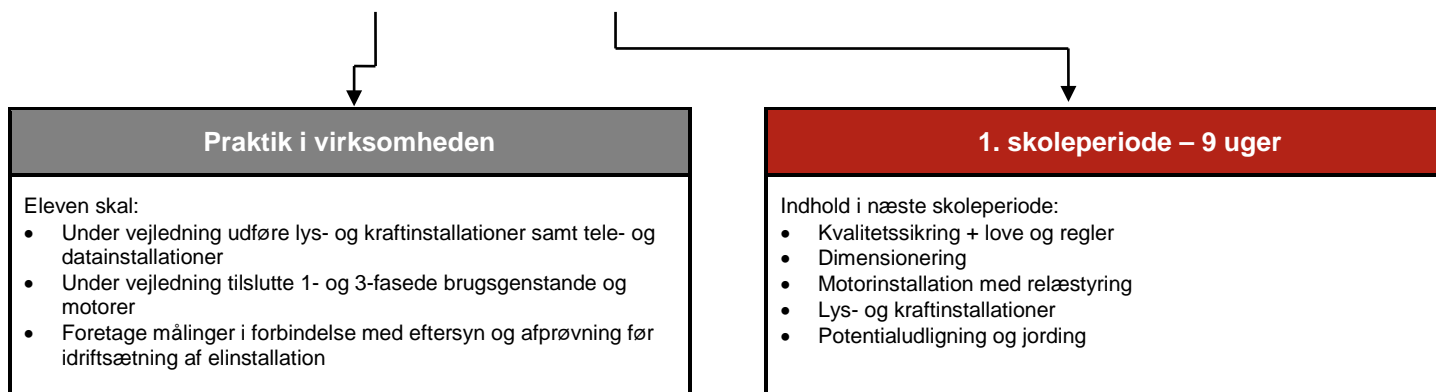 Praktik i virksomheden
Eleven skal:
• Under vejledning udføre lys- og kraftinstallationer samt tele- og
datainstallationer
• Under vejledning tilslutte 1- og 3-fasede brugsgenstande og
motorer
• Foretage målinger i forbindelse med eftersyn og afprøvning før
idriftsætning af elinstallation
1. skoleperiode – 9 uger
Indhold i næste skoleperiode:
• Kvalitetssikring + love og regler
• Dimensionering
• Motorinstallation med relæstyring
• Lys- og kraftinstallationer
• Potentialudligning og jording